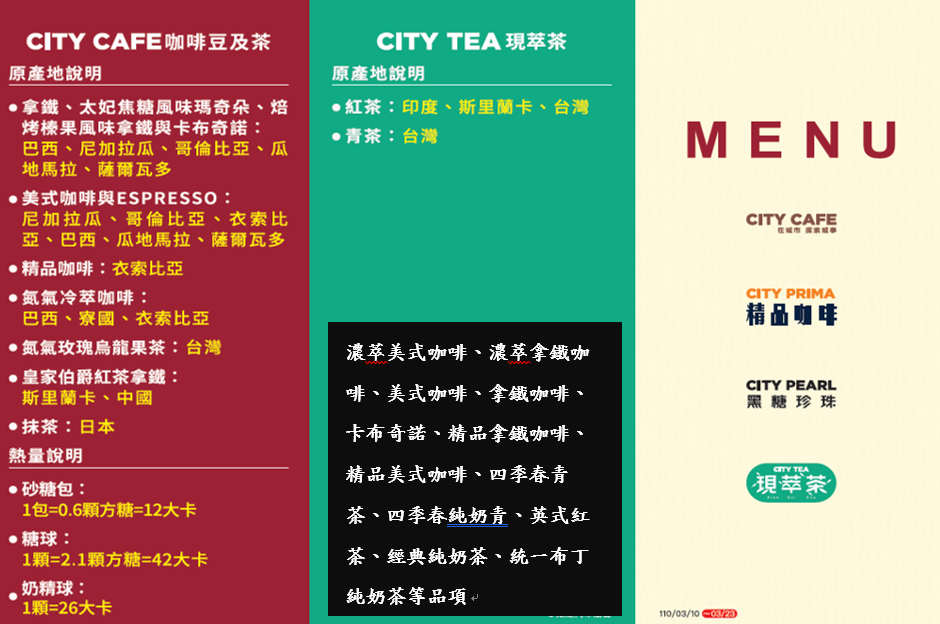 CITY CAFE 咖啡豆及茶
原產地說明
●拿鐵、太妃焦糖風味瑪奇朵、焙
烤榛果風味拿鐵與卡布奇諾：
巴西、尼加拉瓜、哥倫比亞、瓜
地馬拉、薩爾瓦多
●美式咖啡與ESPRESSO：
尼加拉瓜、哥倫比亞、衣索比
亞、巴西、瓜地馬拉、薩爾瓦多
●精品咖啡：衣索比亞
●氮氣冷萃咖啡：
巴西、寮國、衣索比亞
●氮氣玫瑰烏龍果茶：台灣
●皇家伯爵紅茶拿鐵：
斯里蘭卡、中國
●抹茶：日本
熱量說明
●砂糖包：
1包=0.6顆方糖=12大卡
●糖球：
1顆=2.1顆方糖=42大卡
●奶精球：
1顆=26大卡
CITY TEA 現萃茶
原產地說明
●紅茶：印度、斯里蘭卡、台灣
●青茶：台灣
濃萃美式咖啡、濃萃拿鐵咖
啡、美式咖啡、拿鐵咖啡、
卡布奇諾、精品拿鐵咖啡、
精品美式咖啡、四季春青
茶、四季春純奶青、英式紅
茶、經典純奶茶、統一布丁
純奶茶等品項
MENU
CITY CAFE
在城市 探索城事
CITY PRIMA
精品咖啡
CITY PEARL
黑糖珍珠
CITY TEA
現萃茶
110/03/10 ～03/23